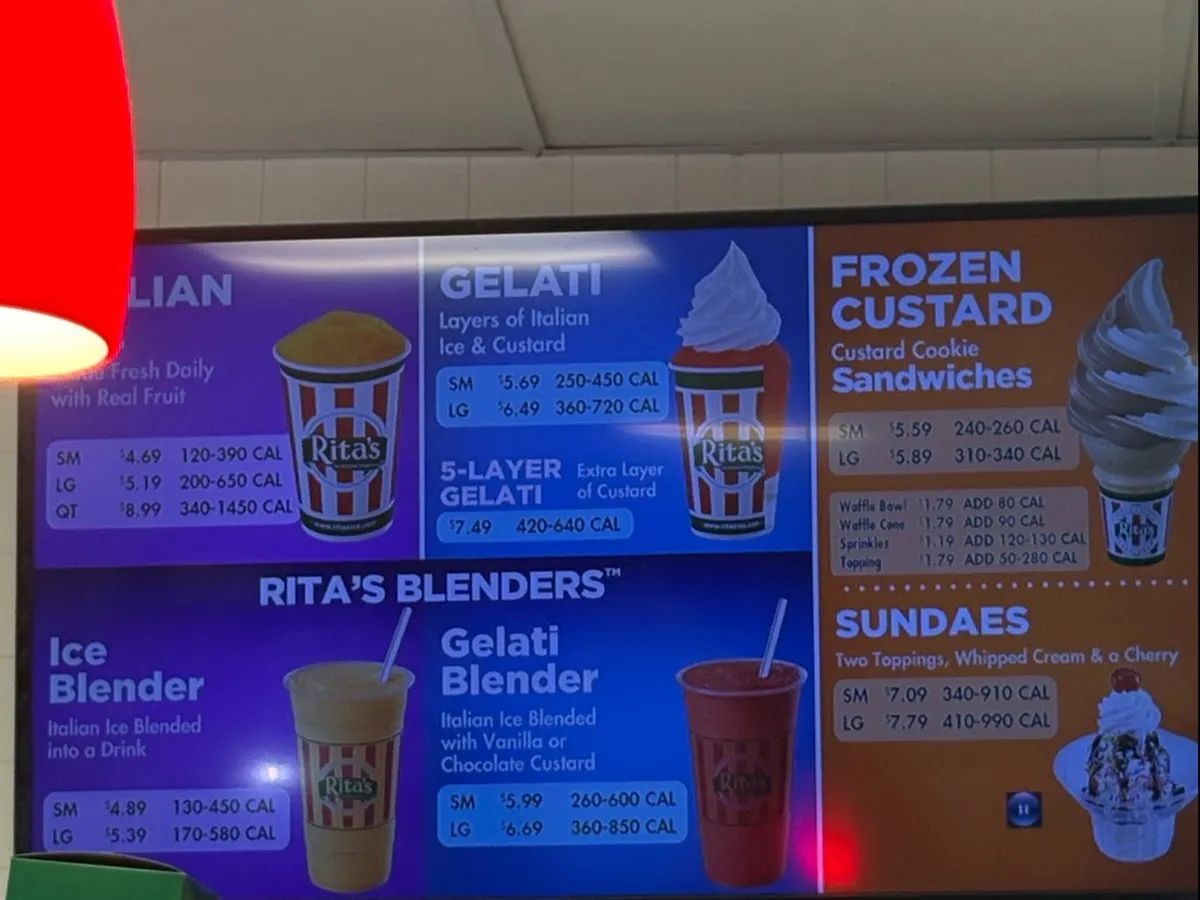 LIAN
Fresh Daily
with Real Fruit
SM $4.69 120-390 CAL
LG $5.19 200-650 CAL
QT $8.99 340-1450 CAL
Rita's
www.ritasice.com
GELATI
Layers of Italian
Ice & Custard
SM $5.69 250-450 CAL
LG $6.49 360-720 CAL
5-LAYER
GELATI
Extra Layer
of Custard
$7.49 420-640 CAL
Rita's
www.ritasice.com
FROZEN
CUSTARD
Custard Cookie
Sandwiches
SM $5.59 240-260 CAL
LG $5.89 310-340 CAL
Waffle Bowl $1.79 ADD 80 CAL
Waffle Cone $1.79 ADD 90 CAL
Sprinkles $1.19 ADD 120-130 CAL
Topping $1.79 ADD 50-280 CAL
Rita's
RITA'S BLENDERS™
Ice
Blender
Italian Ice Blended
into a Drink
SM $4.89 130-450 CAL
LG $5.39 170-580 CAL
Rita's
Gelati
Blender
Italian Ice Blended
with Vanilla or
Chocolate Custard
SM $5.99 260-600 CAL
LG $6.69 360-850 CAL
Rita's
SUNDAES
Two Toppings, Whipped Cream & a Cherry
SM $7.09 340-910 CAL
LG $7.79 410-990 CAL